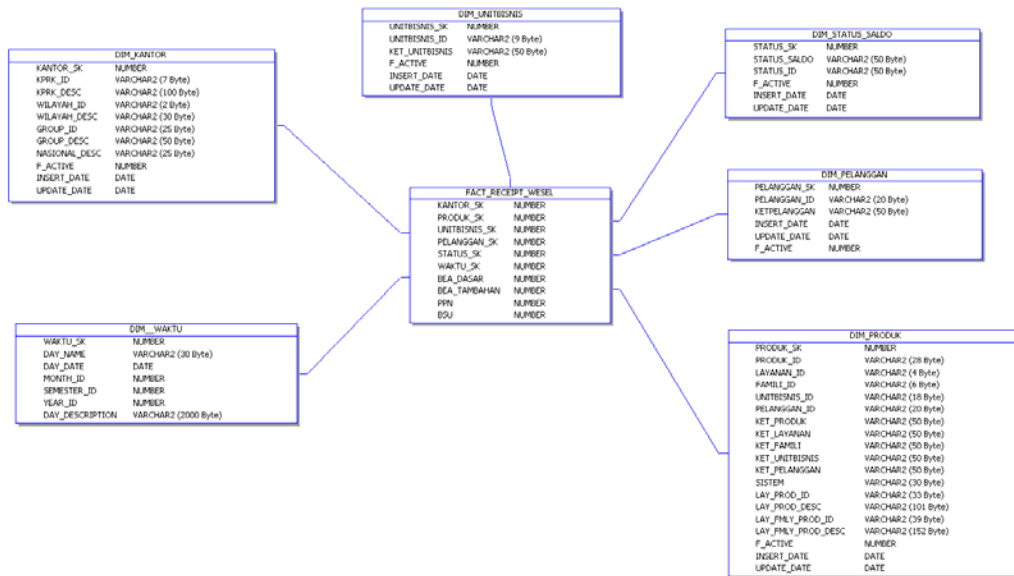 DIM_UNITBISNIS
UNITBISNIS_SK NUMBER
UNITBISNIS_ID VARCHAR2 (9 Byte)
KET_UNITBISNIS VARCHAR2 (50 Byte)
F_ACTIVE NUMBER
INSERT_DATE DATE
UPDATE_DATE DATE
DIM_KANTOR
KANTOR_SK NUMBER
KPRK_ID VARCHAR2 (7 Byte)
KPRK_DESC VARCHAR2 (100 Byte)
WILAYAH_ID VARCHAR2 (2 Byte)
WILAYAH_DESC VARCHAR2 (30 Byte)
GROUP_ID VARCHAR2 (25 Byte)
GROUP_DESC VARCHAR2 (50 Byte)
NASIONAL_DESC VARCHAR2 (25 Byte)
F_ACTIVE NUMBER
INSERT_DATE DATE
UPDATE_DATE DATE
DIM_STATUS_SALDO
STATUS_SK NUMBER
STATUS_SALDO VARCHAR2 (50 Byte)
STATUS_ID VARCHAR2 (50 Byte)
F_ACTIVE NUMBER
INSERT_DATE DATE
UPDATE_DATE DATE
FACT_RECEIPT_WESEL
KANTOR_SK NUMBER
PRODUK_SK NUMBER
UNITBISNIS_SK NUMBER
PELANGGAN_SK NUMBER
STATUS_SK NUMBER
WAKTU_SK NUMBER
BEA_DASAR NUMBER
BEA_TAMBAHAN NUMBER
PPN NUMBER
BSU NUMBER
DIM_PELANGGAN
PELANGGAN_SK NUMBER
PELANGGAN_ID VARCHAR2 (20 Byte)
KETPELANGGAN VARCHAR2 (50 Byte)
INSERT_DATE DATE
UPDATE_DATE DATE
F_ACTIVE NUMBER
DIM__WAKTU
WAKTU_SK NUMBER
DAY_NAME VARCHAR2 (30 Byte)
DAY_DATE DATE
MONTH_ID NUMBER
SEMESTER_ID NUMBER
YEAR_ID NUMBER
DAY_DESCRIPTION VARCHAR2 (2000 Byte)
DIM_PRODUK
PRODUK_SK NUMBER
PRODUK_ID VARCHAR2 (28 Byte)
LAYANAN_ID VARCHAR2 (4 Byte)
FAMILI_ID VARCHAR2 (6 Byte)
UNITBISNIS_ID VARCHAR2 (18 Byte)
PELANGGAN_ID VARCHAR2 (20 Byte)
KET_PRODUK VARCHAR2 (50 Byte)
KET_LAYANAN VARCHAR2 (50 Byte)
KET_FAMILI VARCHAR2 (50 Byte)
KET_UNITBISNIS VARCHAR2 (50 Byte)
KET_PELANGGAN VARCHAR2 (50 Byte)
SISTEM VARCHAR2 (30 Byte)
LAY_PROD_ID VARCHAR2 (33 Byte)
LAY_PROD_DESC VARCHAR2 (101 Byte)
LAY_FMLY_PROD_ID VARCHAR2 (39 Byte)
LAY_FMLY_PROD_DESC VARCHAR2 (152 Byte)
F_ACTIVE NUMBER
INSERT_DATE DATE
UPDATE_DATE DATE